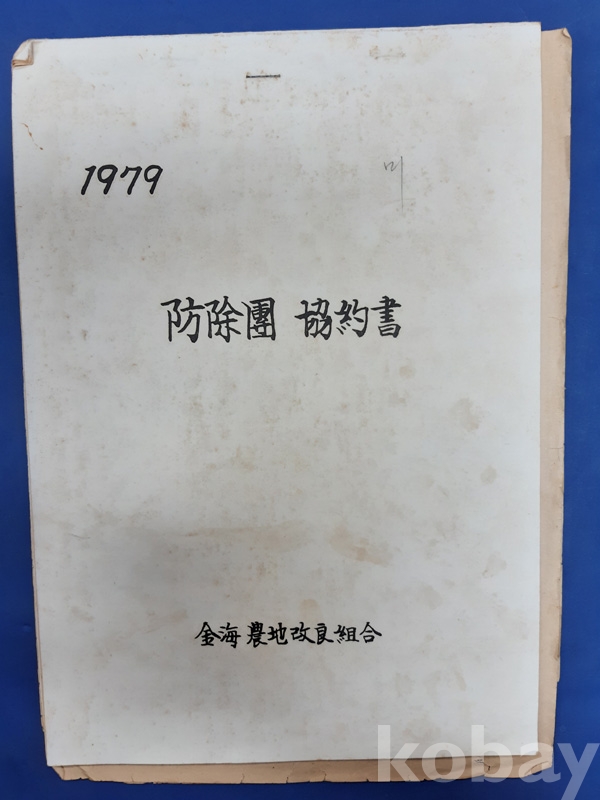 1979
防除團 協約書
金海 農地改良組合
kobay